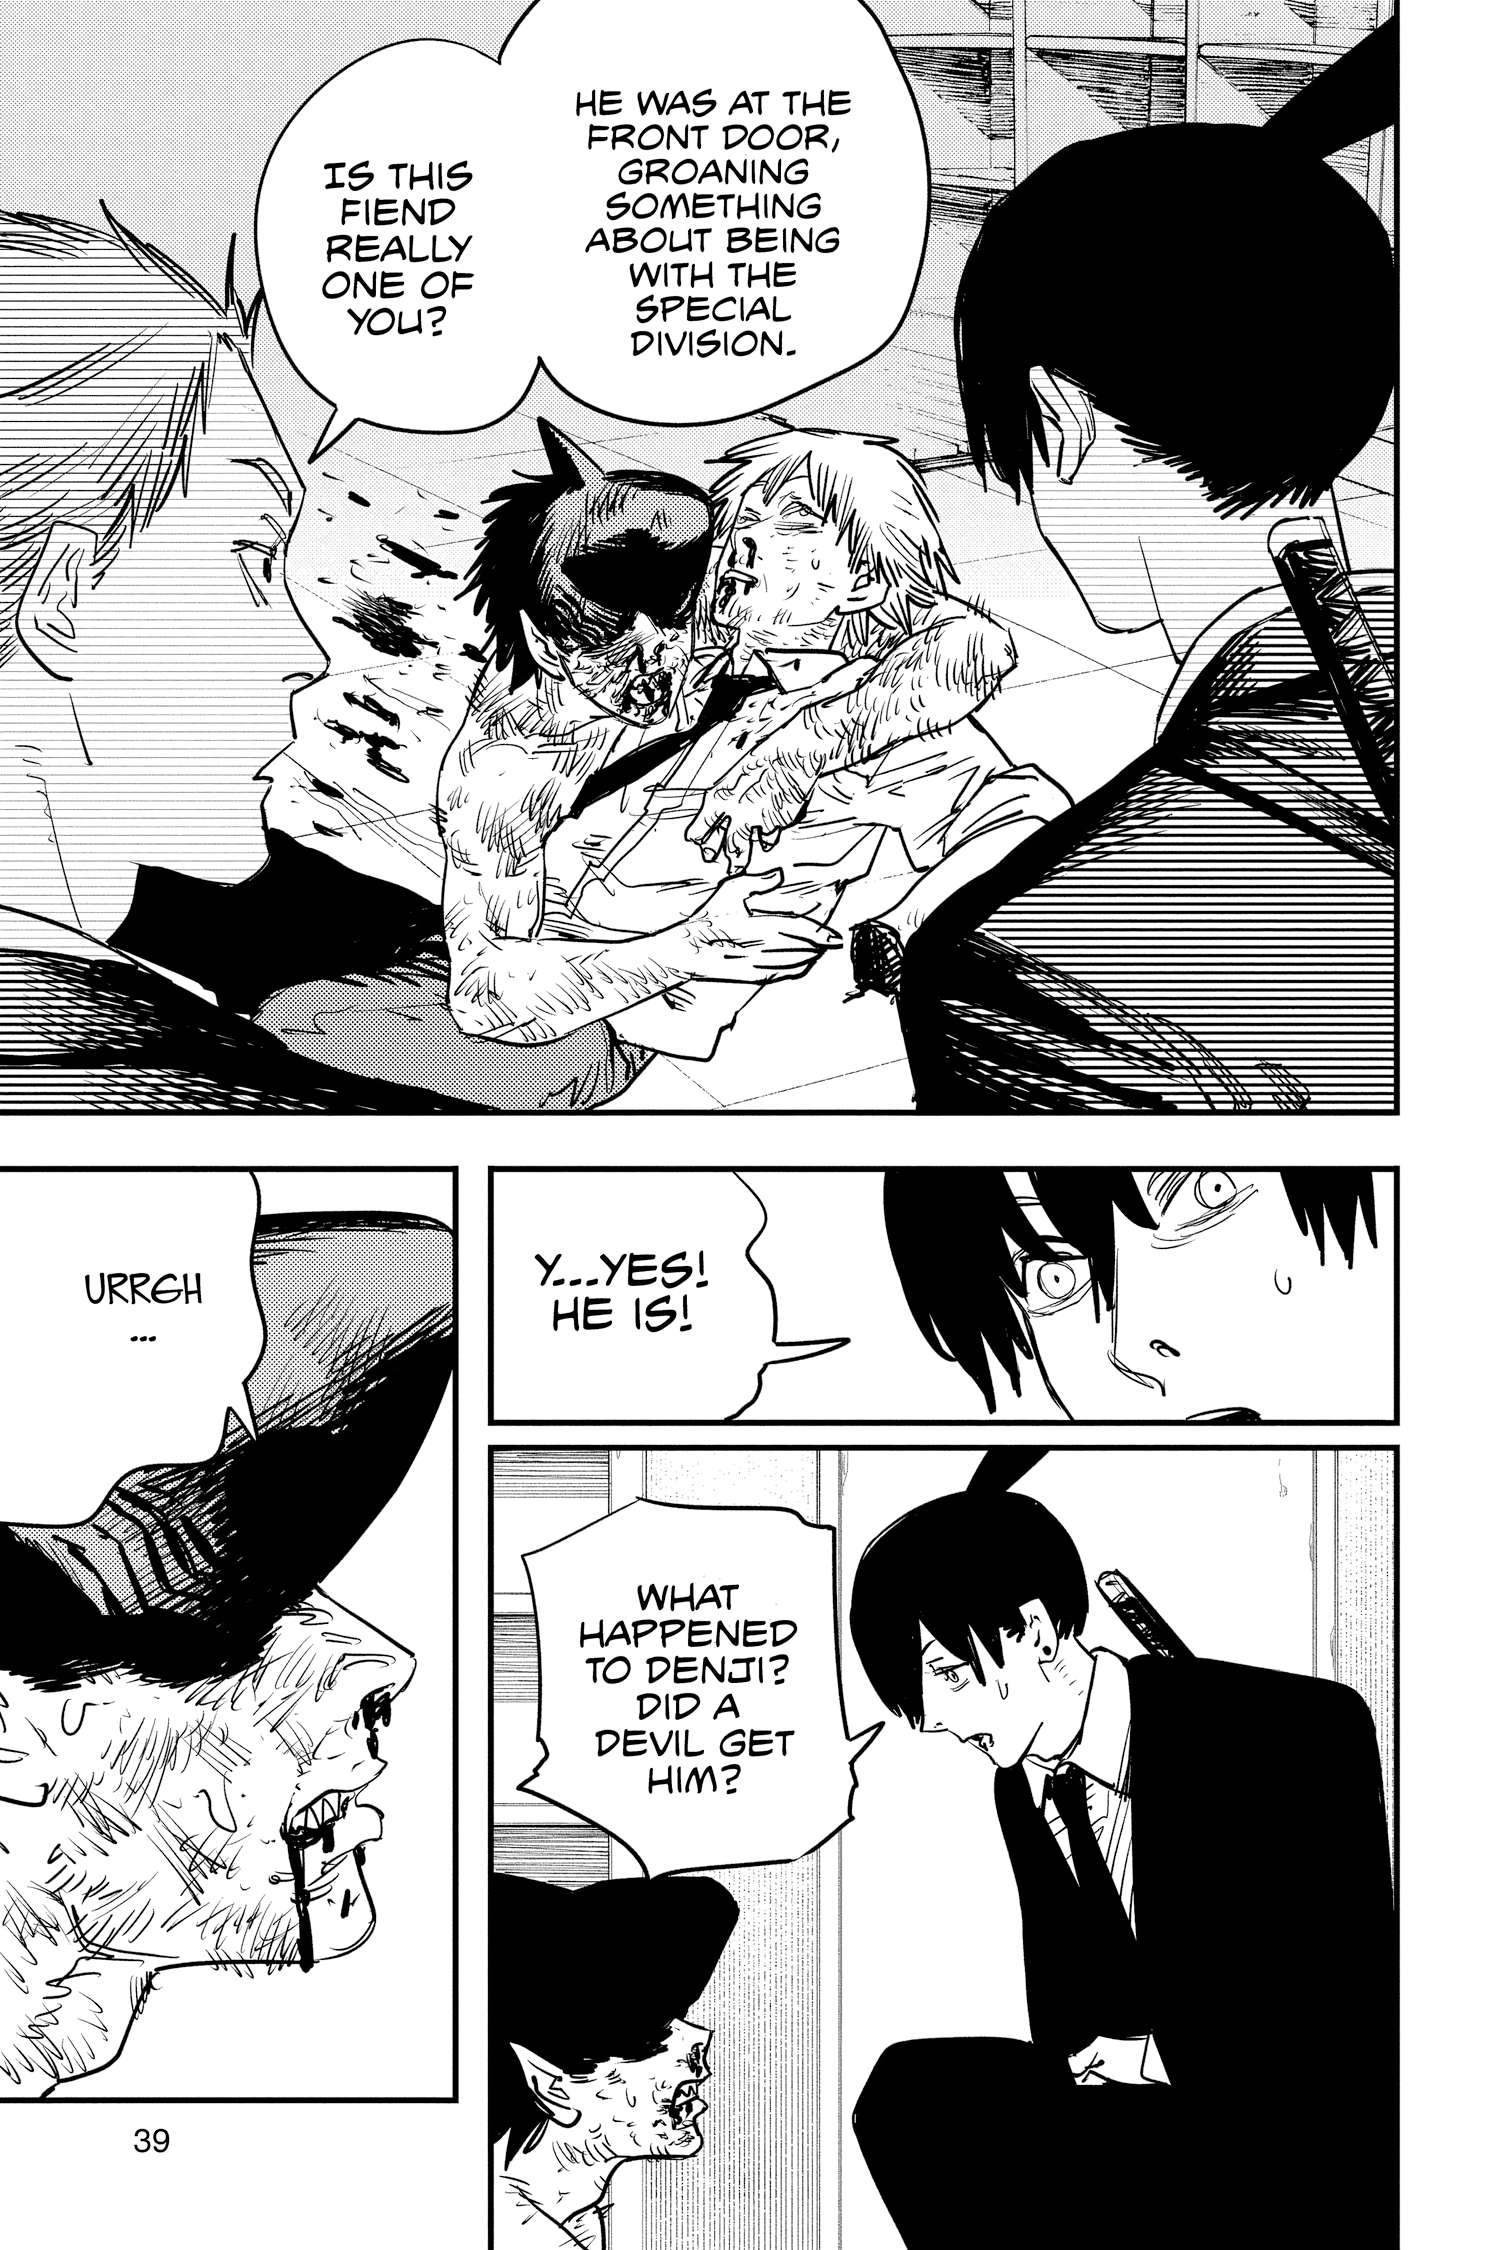 HE WAS AT THE
FRONT DOOR,
GROANING
SOMETHING
ABOUT BEING
WITH THE
SPECIAL
DIVISION.
IS THIS
FIEND
REALLY
ONE OF
YOU?
Y...YES!
HE IS!
WHAT
HAPPENED
TO DENJI?
DID A
DEVIL GET
HIM?
URRGH
...
39